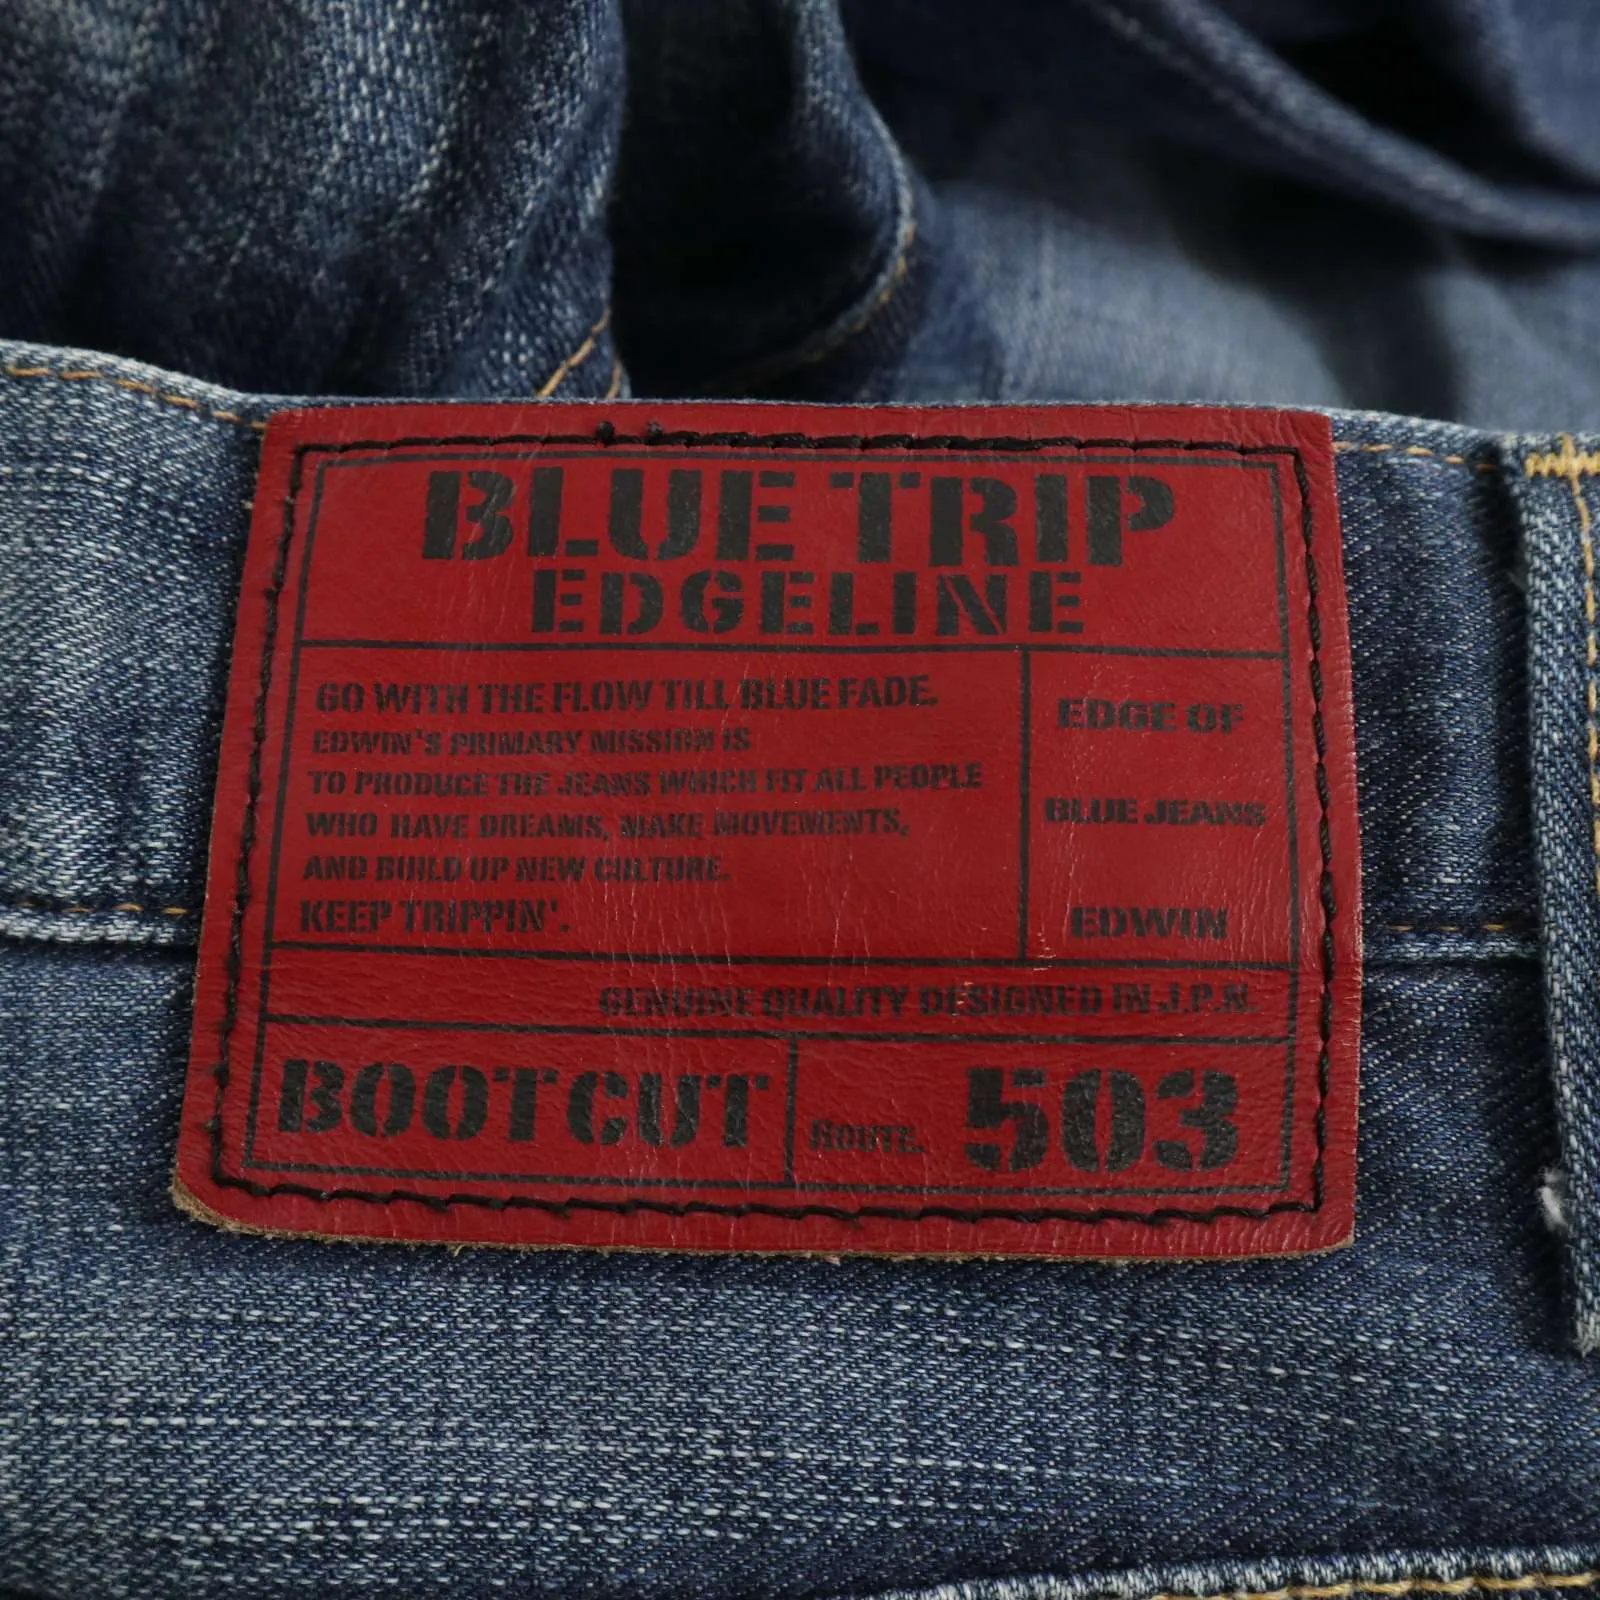 BLUE TRIP
EDGELINE
GO WITH THE FLOW TILL BLUE FADE.
EDWIN'S PRIMARY MISSION IS
TO PRODUCE THE JEANS WHICH FIT ALL PEOPLE
WHO HAVE DREAMS, MAKE MOVEMENTS,
AND BUILD UP NEW CULTURE.
KEEP TRIPPIN'.
EDGE OF
BLUE JEANS
EDWIN
GENUINE QUALITY DESIGNED IN J.P.N.
BOOTCUT
ROUTE. 503